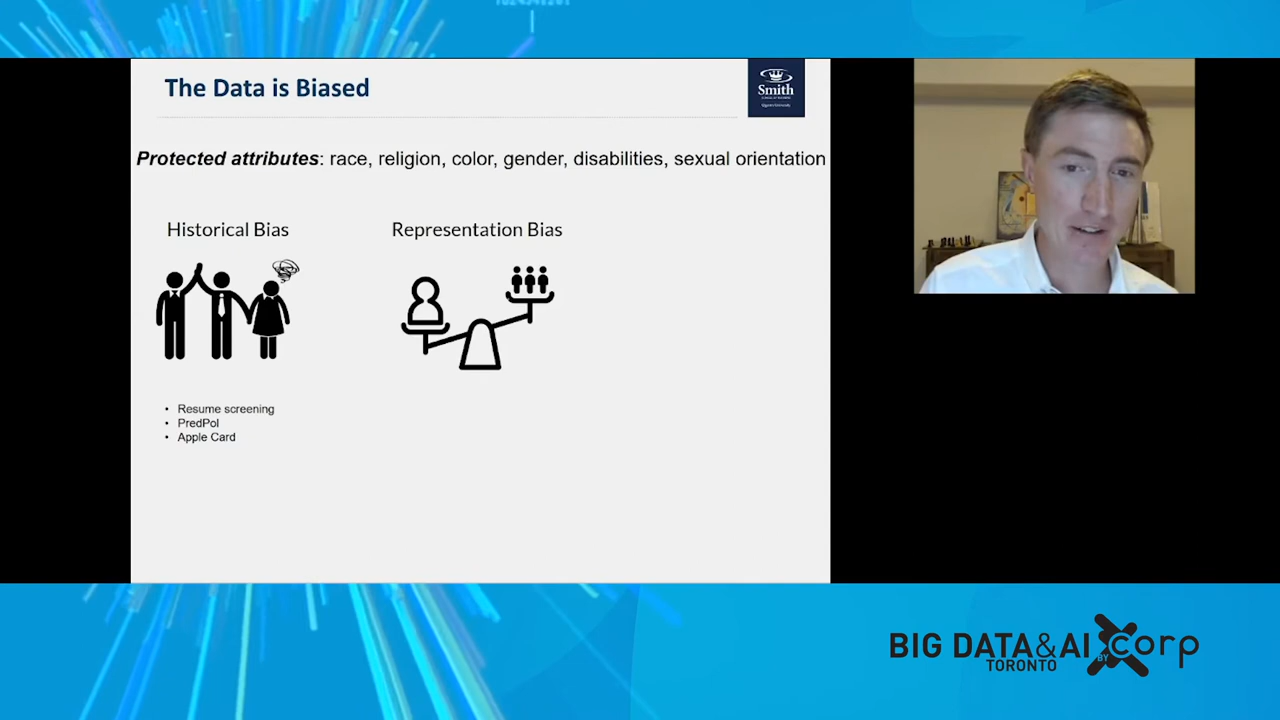 The Data is Biased
Smith
Protected attributes: race, religion, color, gender, disabilities, sexual orientation
Historical Bias
Representation Bias
• Resume screening
• PredPol
• Apple Card
BIG DATA&AI BY corp
TORONTO